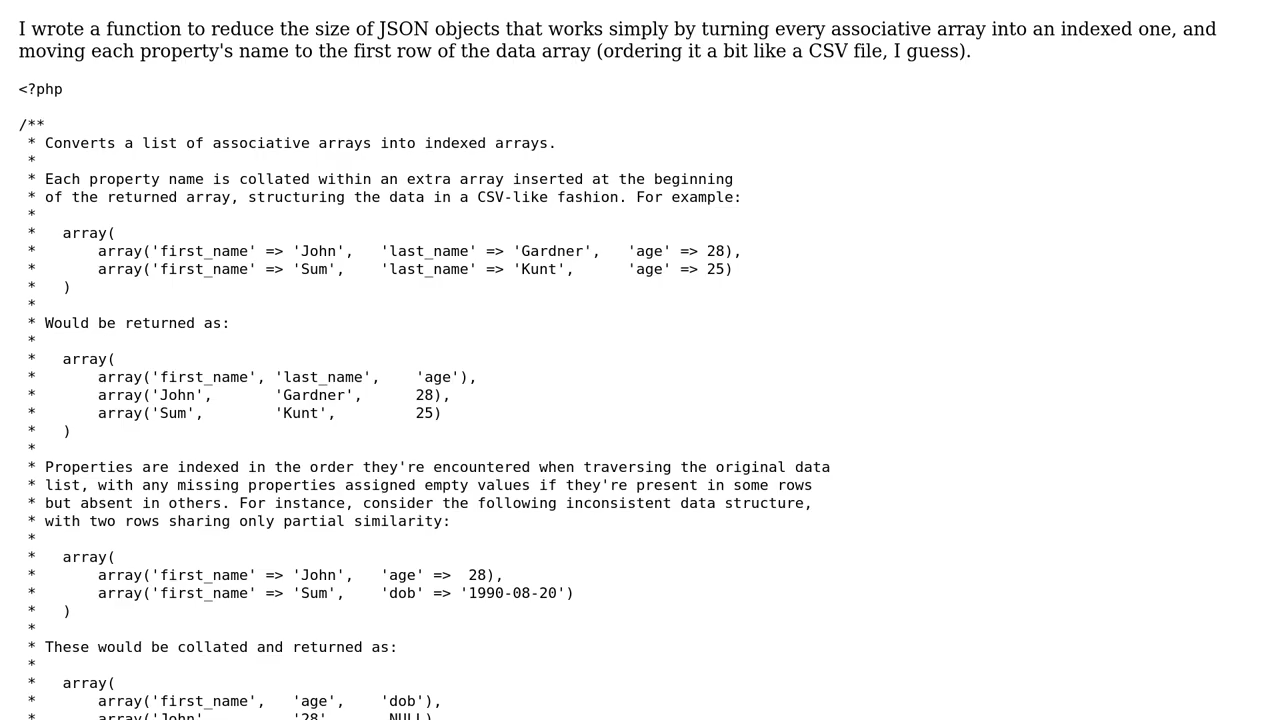 I wrote a function to reduce the size of JSON objects that works simply by turning every associative array into an indexed one, and
moving each property's name to the first row of the data array (ordering it a bit like a CSV file, I guess).
<?php
/**
 * Converts a list of associative arrays into indexed arrays.
 *
 * Each property name is collated within an extra array inserted at the beginning
 * of the returned array, structuring the data in a CSV-like fashion. For example:
 *
 *   array(
 *       array('first_name' => 'John',   'last_name' => 'Gardner',   'age' => 28),
 *       array('first_name' => 'Sum',    'last_name' => 'Kunt',      'age' => 25)
 *   )
 *
 * Would be returned as:
 *
 *   array(
 *       array('first_name', 'last_name',    'age'),
 *       array('John',       'Gardner',      28),
 *       array('Sum',        'Kunt',         25)
 *   )
 *
 * Properties are indexed in the order they're encountered when traversing the original data
 * list, with any missing properties assigned empty values if they're present in some rows
 * but absent in others. For instance, consider the following inconsistent data structure,
 * with two rows sharing only partial similarity:
 *
 *   array(
 *       array('first_name' => 'John',   'age' =>  28),
 *       array('first_name' => 'Sum',    'dob' => '1990-08-20')
 *   )
 *
 * These would be collated and returned as:
 *
 *   array(
 *       array('first_name',   'age',    'dob'),
 *       array('John',         '28',      NULL),